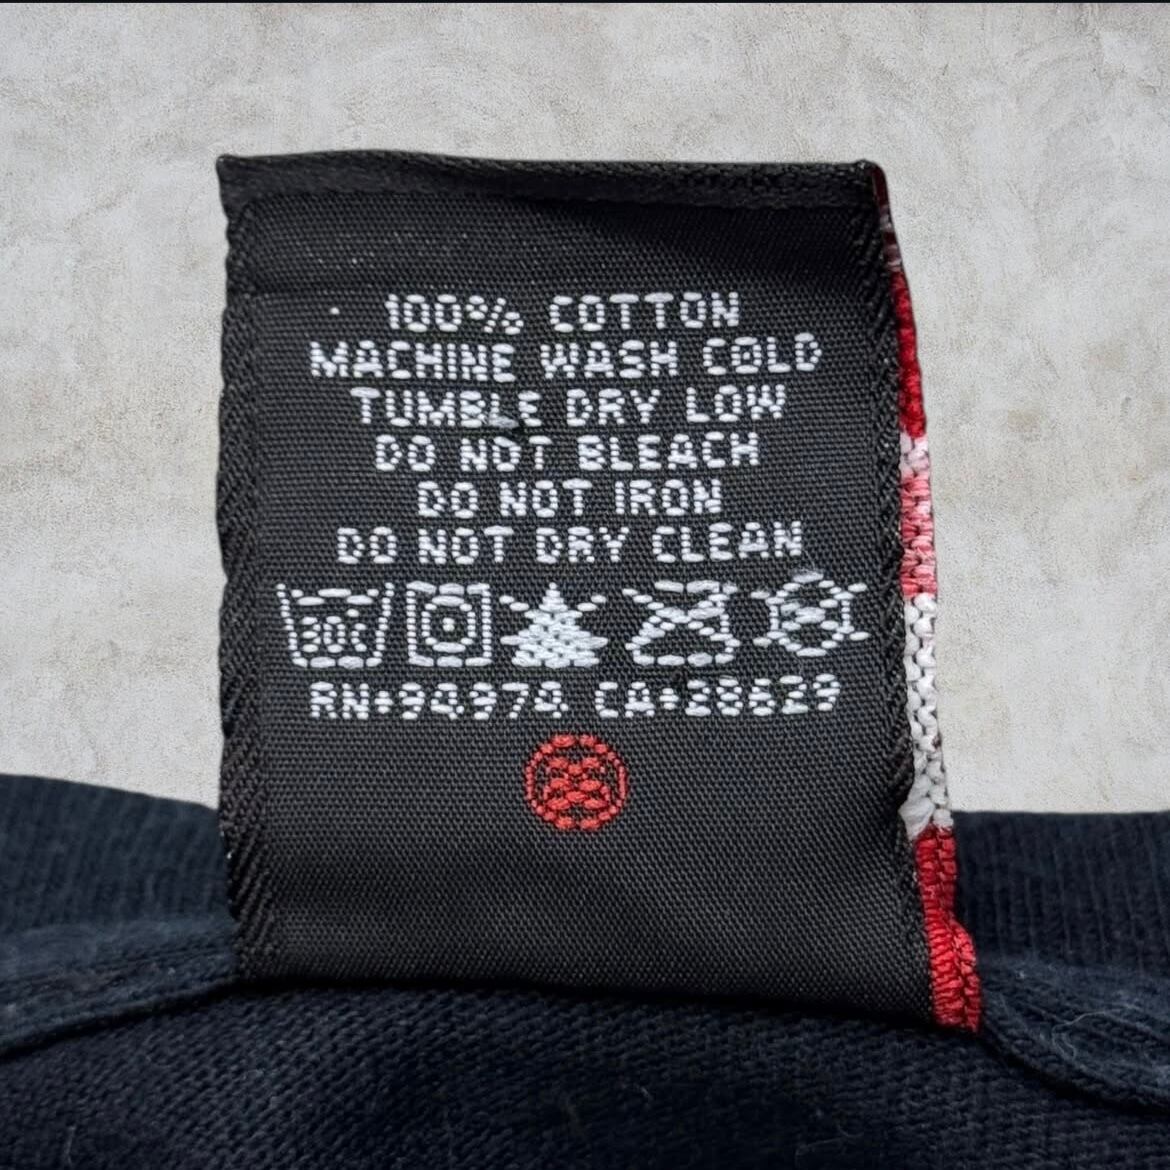 100% COTTON
MACHINE WASH COLD
TUMBLE DRY LOW
DO NOT BLEACH
DO NOT IRON
DO NOT DRY CLEAN
30c
RN♦94974 CA♦38629